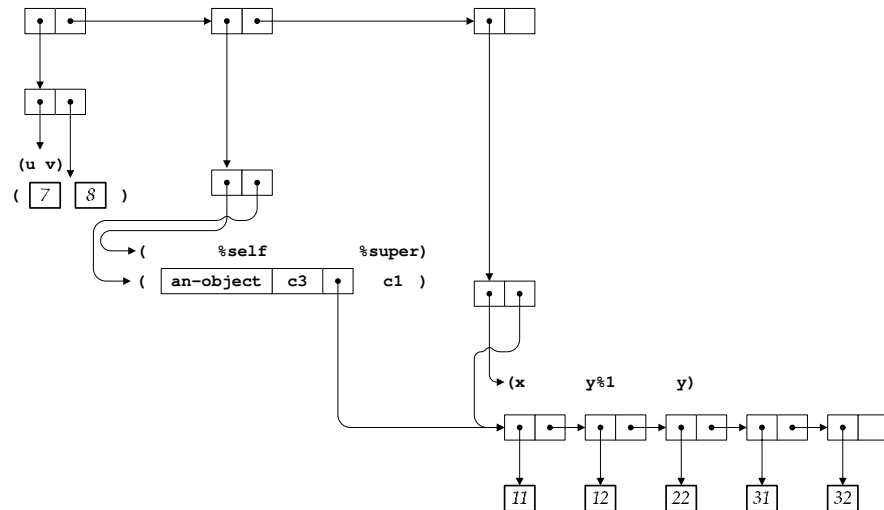 (u v)
( 7 8 )
( %self %super)
( an-object c3 c1 )
(x y%1 y)
11 12 22 31 32